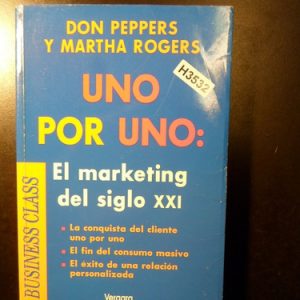 DON PEPPERS
Y MARTHA ROGERS
H3532
UNO
POR UNO:
El marketing
del siglo XXI
La conquista del cliente
uno por uno
El fin del consumo masivo
El éxito de una relación
personalizada
Vergara
BUSINESS CLASS